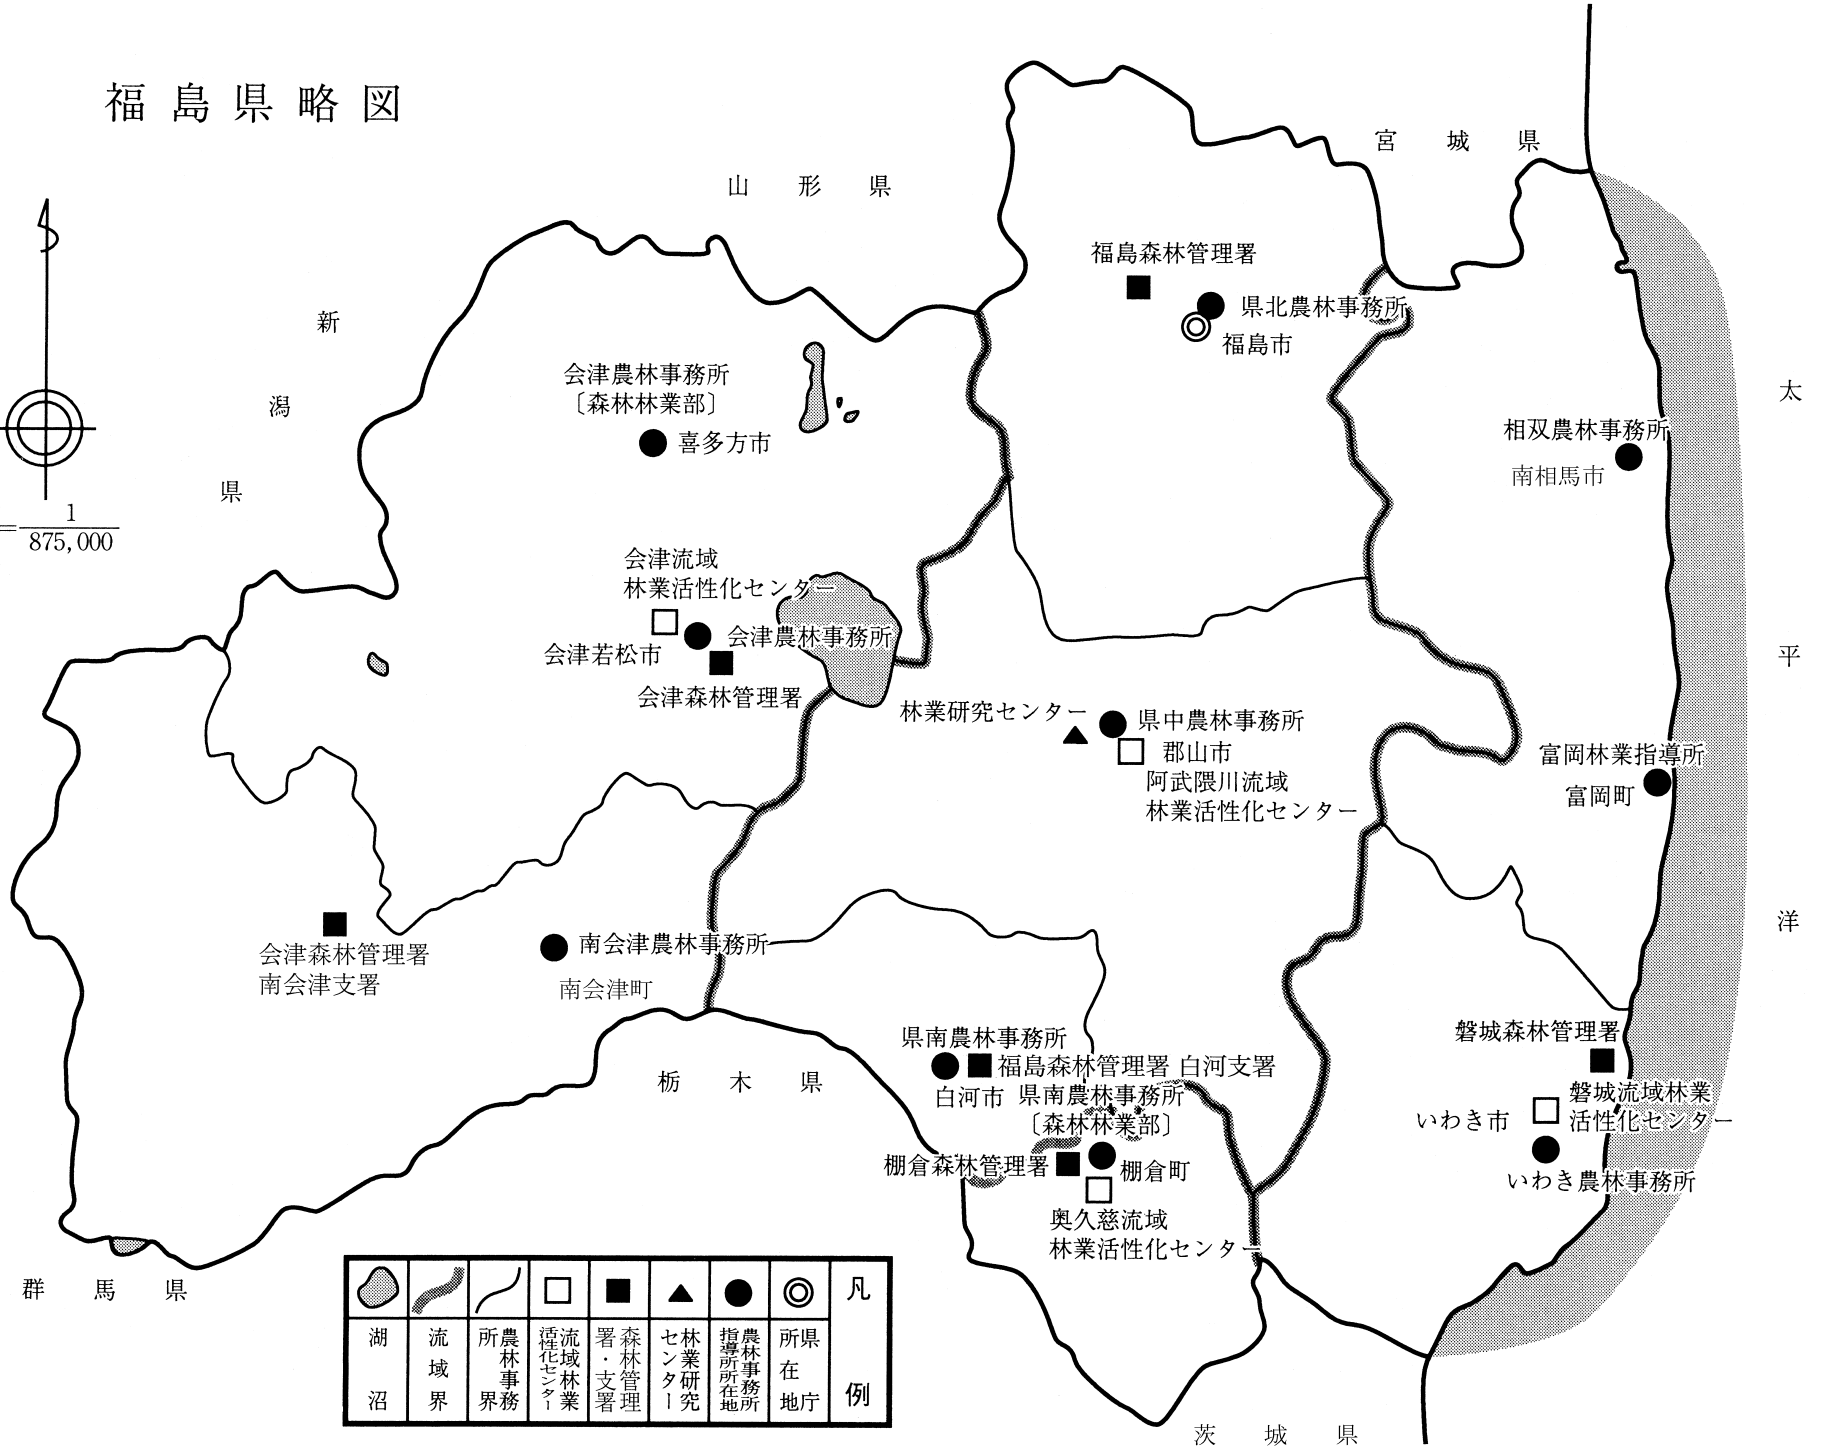 福島県略図
宮城県
山形県
新潟県
＝1/875,000
福島森林管理署
県北農林事務所
福島市
会津農林事務所
〔森林林業部〕
喜多方市
相双農林事務所
南相馬市
太平洋
会津流域
林業活性化センター
会津農林事務所
会津若松市
会津森林管理署
林業研究センター
県中農林事務所
郡山市
阿武隈川流域
林業活性化センター
富岡林業指導所
富岡町
会津森林管理署
南会津支署
南会津農林事務所
南会津町
県南農林事務所
福島森林管理署 白河支署
白河市
県南農林事務所
〔森林林業部〕
棚倉森林管理署
棚倉町
奥久慈流域
林業活性化センター
磐城森林管理署
磐城流域林業
活性化センター
いわき市
いわき農林事務所
栃木県
群馬県
茨城県
凡例
県庁
所在地
農林事務所
指導所所在地
林業研究
センター
森林管理
署・支署
流域林業
活性化センター
農林事務
所界
流域界
湖沼